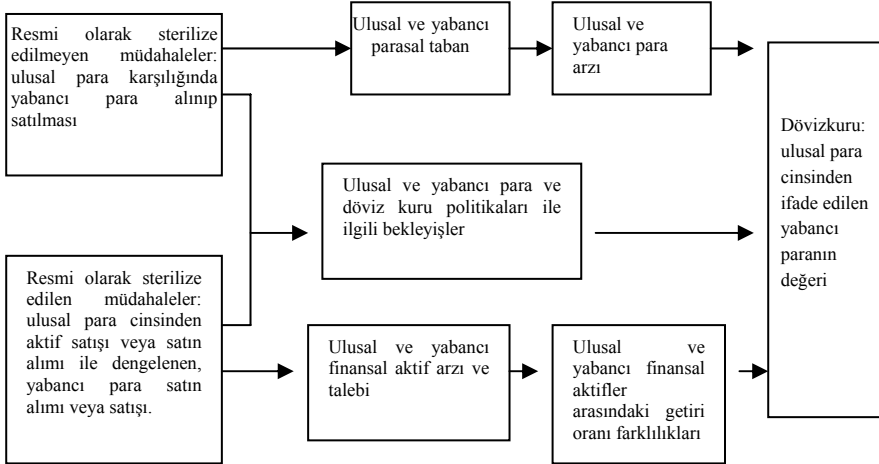 Resmi olarak sterilize
edilmeyen müdahaleler:
ulusal para karşılığında
yabancı para alınıp
satılması
Ulusal ve yabancı
parasal taban
Ulusal ve
yabancı para
arzı
Ulusal ve yabancı para ve
döviz kuru politikaları ile
ilgili bekleyişler
Dövizkuru:
ulusal para
cinsinden
ifade edilen
yabancı
paranın
değeri
Resmi olarak sterilize
edilen müdahaleler:
ulusal para cinsinden
aktif satışı veya satın
alımı ile dengelenen,
yabancı para satın
alımı veya satışı.
Ulusal ve yabancı
finansal aktif arzı ve
talebi
Ulusal ve
yabancı finansal
aktifler
arasındaki getiri
oranı farklılıkları